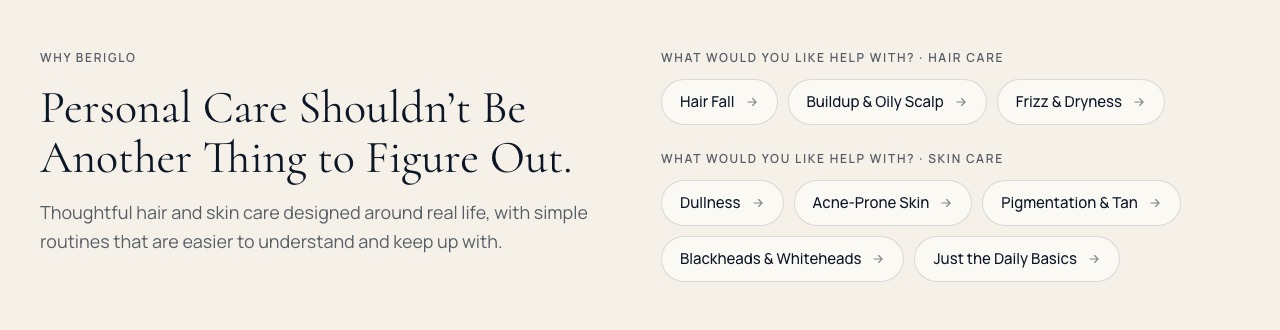 WHY BERIGLO
Personal Care Shouldn’t Be
Another Thing to Figure Out.
Thoughtful hair and skin care designed around real life, with simple
routines that are easier to understand and keep up with.
WHAT WOULD YOU LIKE HELP WITH? · HAIR CARE
Hair Fall →
Buildup & Oily Scalp →
Frizz & Dryness →
WHAT WOULD YOU LIKE HELP WITH? · SKIN CARE
Dullness →
Acne-Prone Skin →
Pigmentation & Tan →
Blackheads & Whiteheads →
Just the Daily Basics →